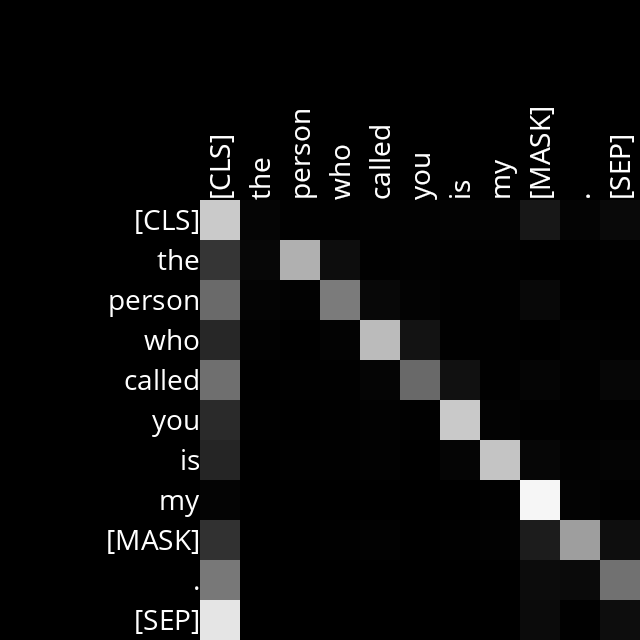 [CLS] the person who called you is my [MASK] . [SEP]
[CLS]
the
person
who
called
you
is
my
[MASK]
.
[SEP]